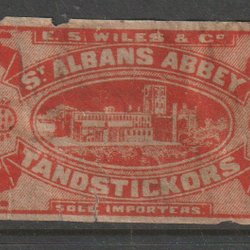 E. S. WILES & Co
St ALBANS ABBEY
TANDSTICKORS
SOLE IMPORTERS.